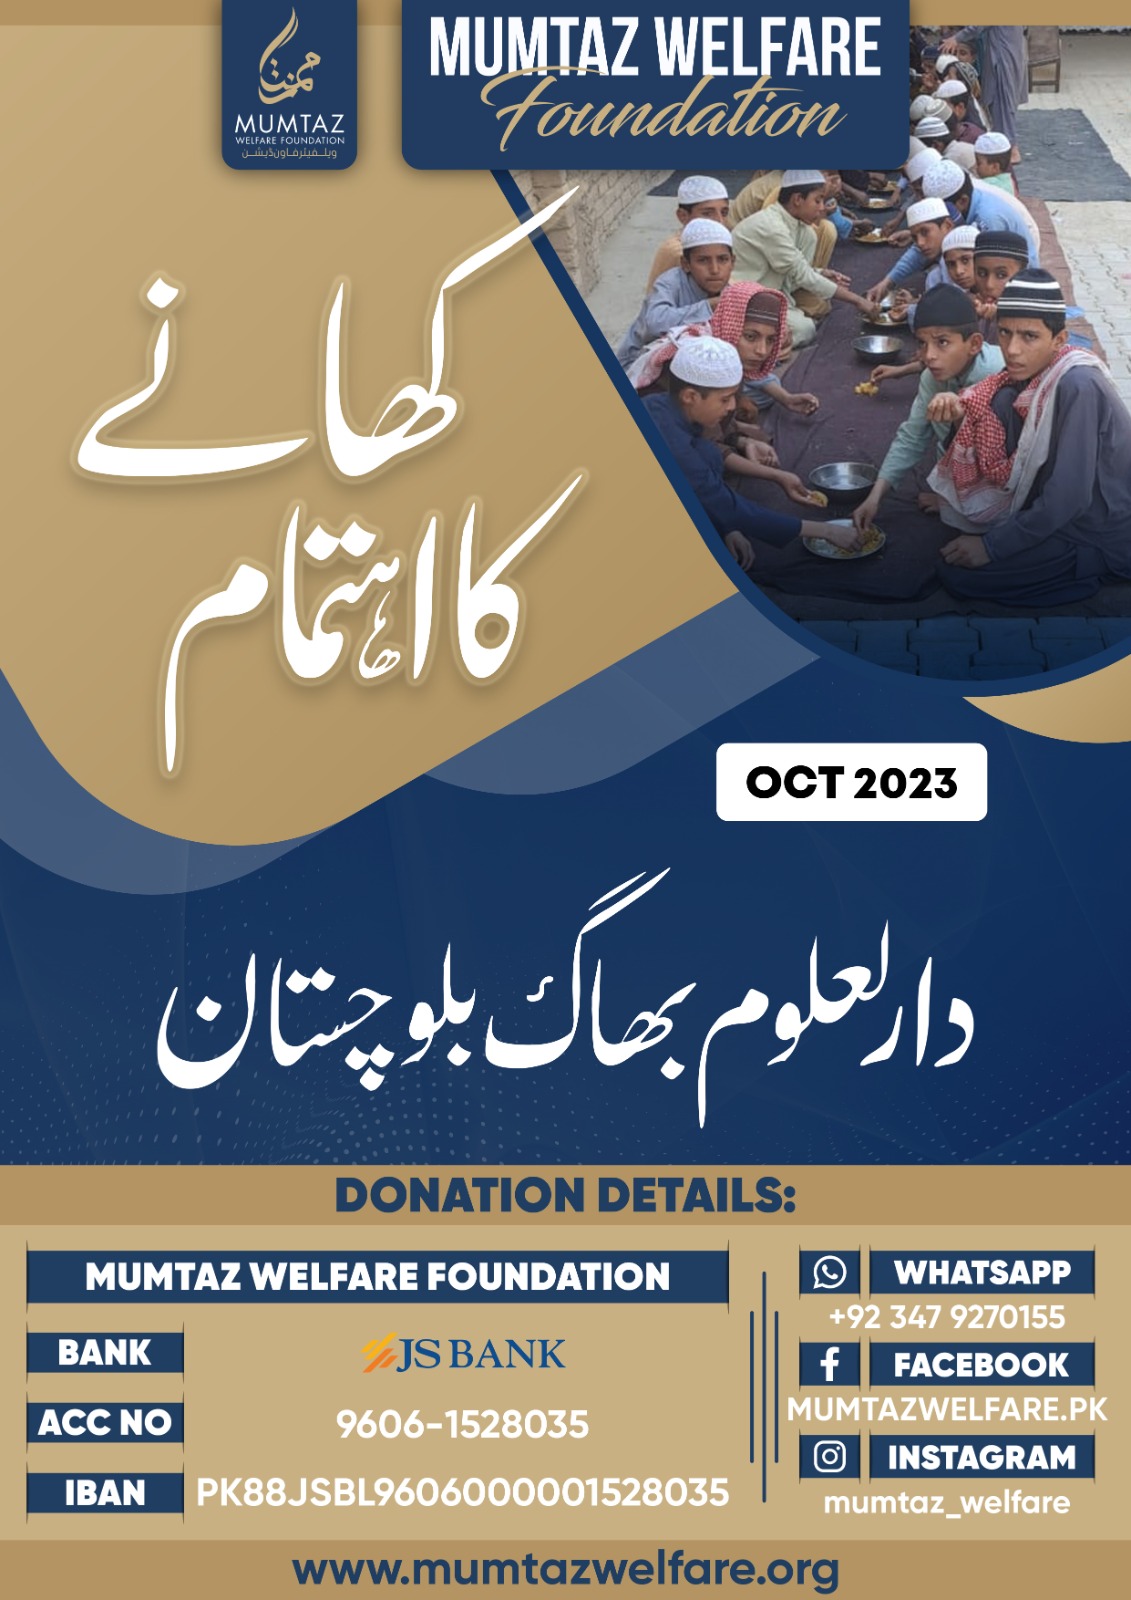 ممتاز
MUMTAZ
WELFARE FOUNDATION
ویلفیئرفاونڈیشن
MUMTAZ WELFARE
Foundation
کھانے
کا اہتمام
OCT 2023
دارلعلوم بھاگ بلوچستان
DONATION DETAILS:
MUMTAZ WELFARE FOUNDATION
BANK
JS BANK
ACC NO
9606-1528035
IBAN
PK88JSBL9606000001528035
WHATSAPP
+92 347 9270155
FACEBOOK
MUMTAZWELFARE.PK
INSTAGRAM
mumtaz_welfare
www.mumtazwelfare.org